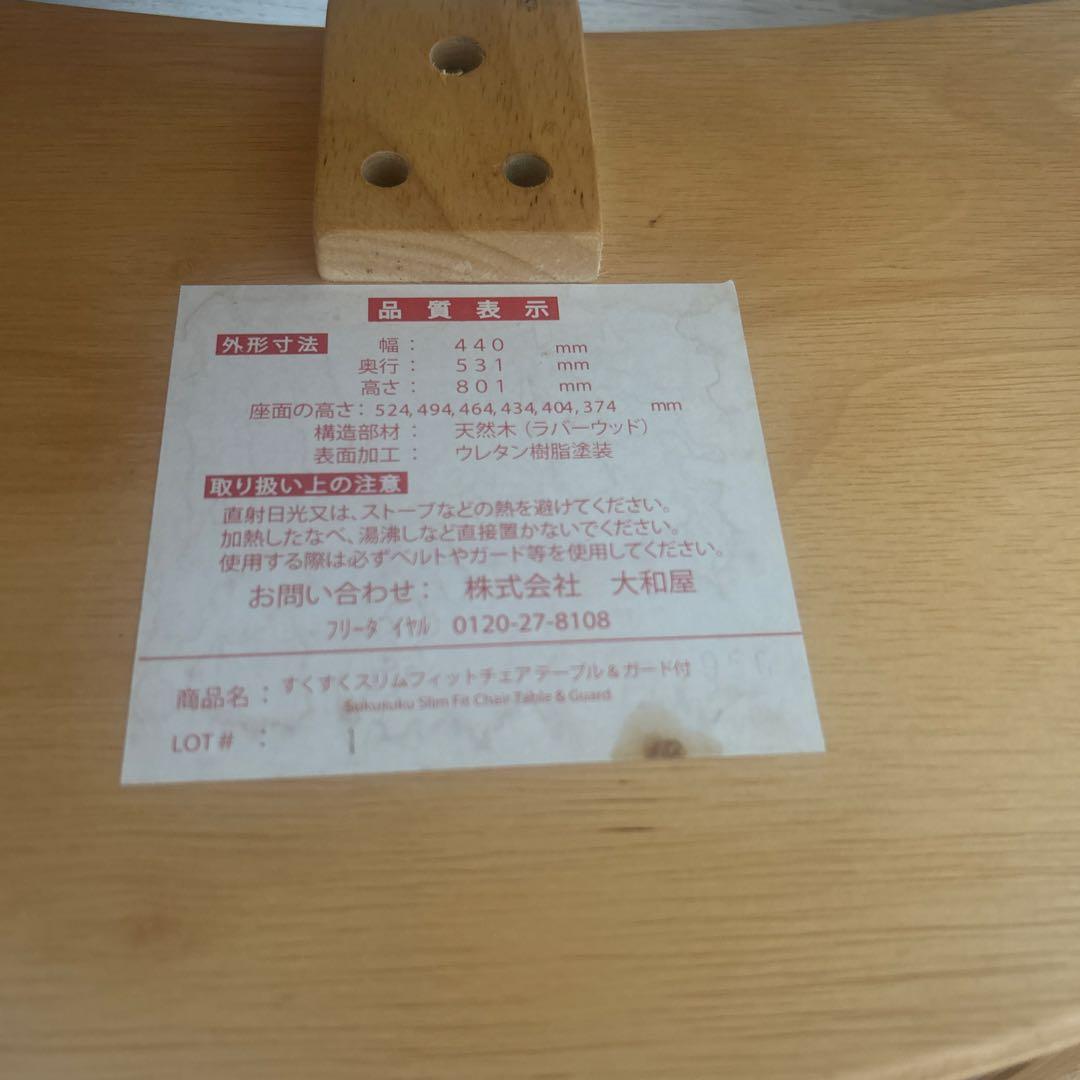 品質表示
外形寸法 幅： 440 mm
奥行： 531 mm
高さ： 801 mm
座面の高さ： 524, 494, 464, 434, 404, 374 mm
構造部材： 天然木（ラバーウッド）
表面加工： ウレタン樹脂塗装
取り扱い上の注意
直射日光又は、ストーブなどの熱を避けてください。
加熱したなべ、湯沸しなど直接置かないでください。
使用する際は必ずベルトやガード等を使用してください。
お問い合わせ： 株式会社 大和屋
ﾌﾘｰﾀﾞｲﾔﾙ 0120-27-8108
商品名： すくすくスリムフィットチェア テーブル＆ガード付
Sukusuku Slim Fit Chair Table & Guard
LOT# ： 1